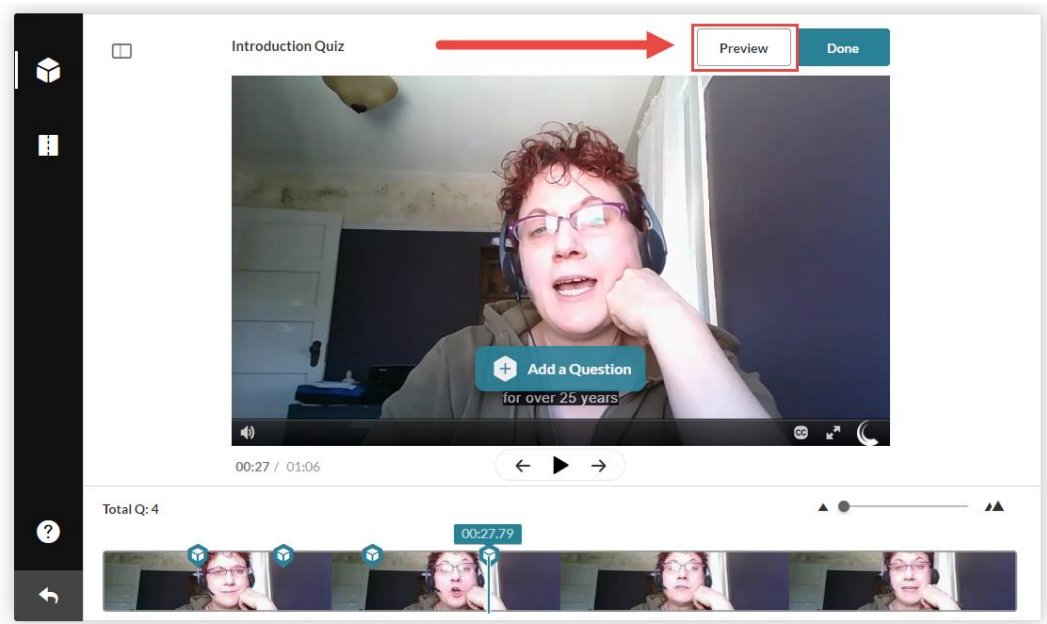 Introduction Quiz
Preview
Done
Add a Question
for over 25 years
CC
00:27 / 01:06
Total Q: 4
00:27.79
?